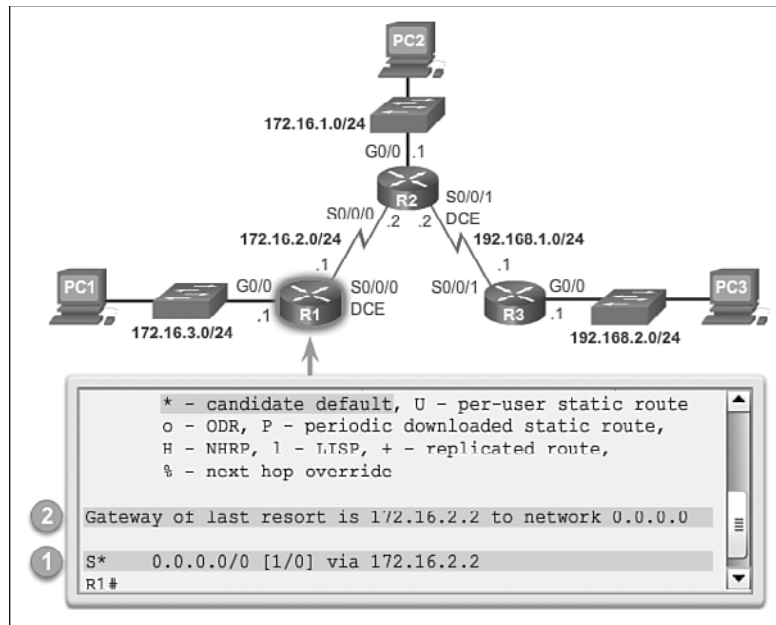 PC2
172.16.1.0/24
G0/0 .1
R2
S0/0/0 .2 .2 S0/0/1
DCE
172.16.2.0/24 192.168.1.0/24
.1 .1
PC1 G0/0 S0/0/0 S0/0/1 G0/0 PC3
.1 R1 DCE R3 .1
172.16.3.0/24 192.168.2.0/24
* - candidate default, U - per-user static route
o - ODR, P - periodic downloaded static route,
H - NHRP, l - LISP, + - replicated route,
% - next hop override
2 Gateway of last resort is 172.16.2.2 to network 0.0.0.0
1 S* 0.0.0.0/0 [1/0] via 172.16.2.2
R1#